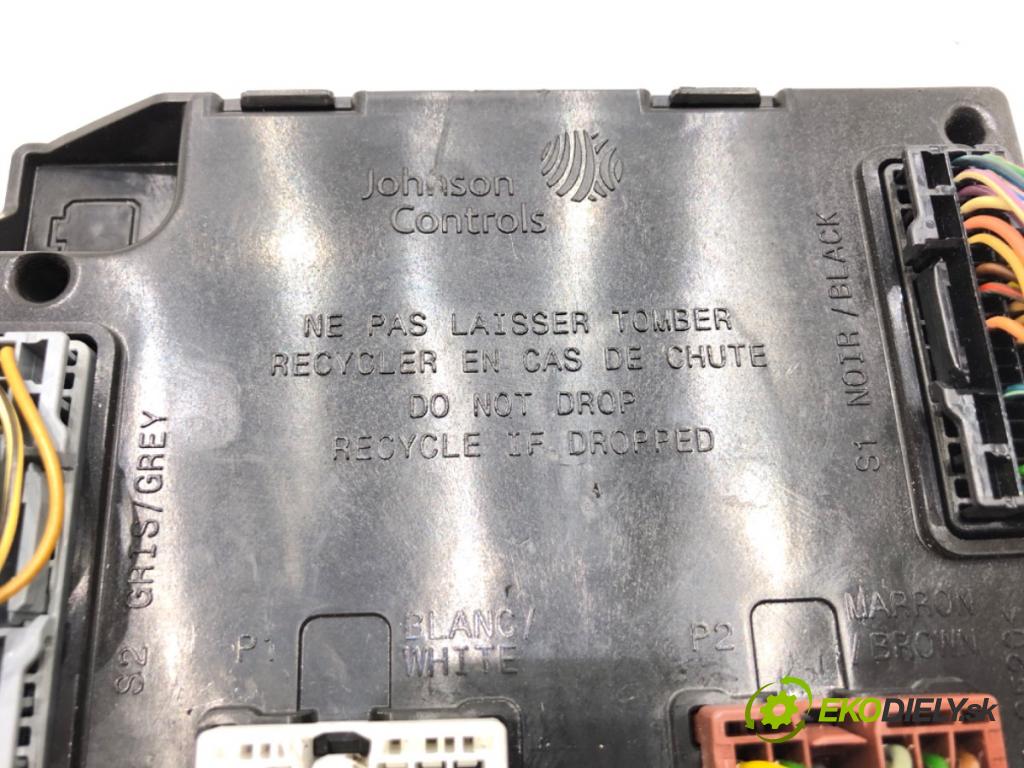 Johnson
Controls
NE PAS LAISSER TOMBER
RECYCLER EN CAS DE CHUTE
DO NOT DROP
RECYCLE IF DROPPED
S1 NOIR/BLACK
S2 GRIS/GREY
P1
BLANC/
WHITE
P2
MARRON
/BROWN
EKODIELY.sk